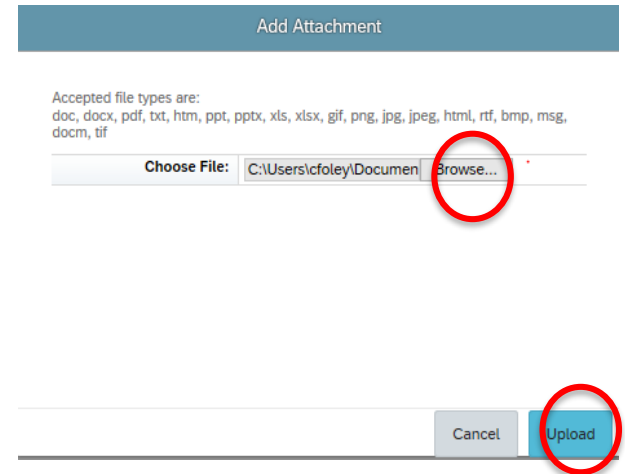 Add Attachment
Accepted file types are:
doc, docx, pdf, txt, htm, ppt, pptx, xls, xlsx, gif, png, jpg, jpeg, html, rtf, bmp, msg,
docm, tif
Choose File: C:\Users\cfoley\Documen Browse...
Cancel Upload